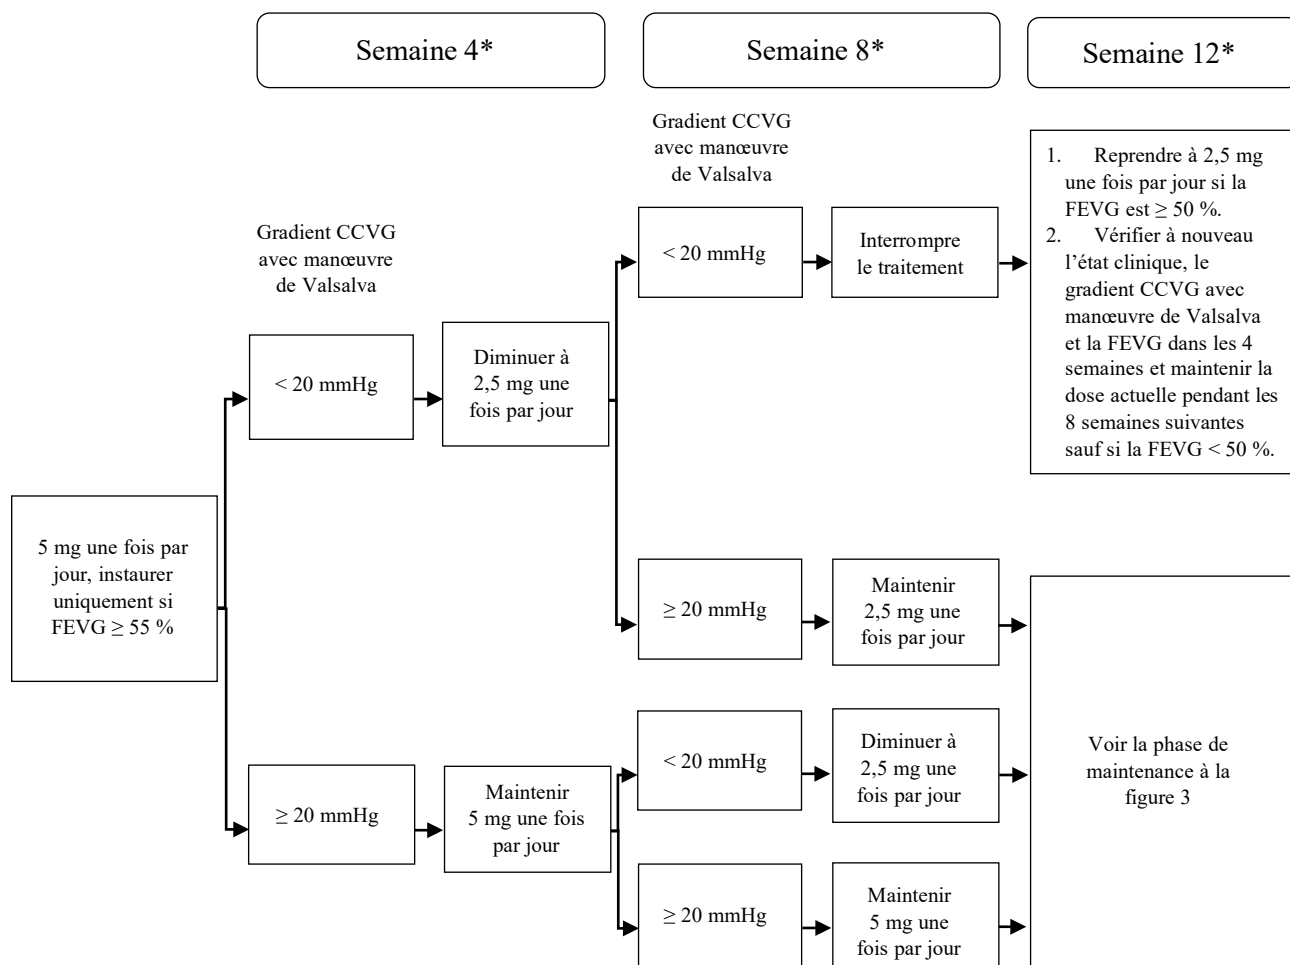 Semaine 4*
Semaine 8*
Semaine 12*
Gradient CCVG
avec manœuvre
de Valsalva
Gradient CCVG
avec manœuvre
de Valsalva
5 mg une fois par
jour, instaurer
uniquement si
FEVG ≥ 55 %
< 20 mmHg
Diminuer à
2,5 mg une
fois par jour
< 20 mmHg
Interrompre
le traitement
1. Reprendre à 2,5 mg
une fois par jour si la
FEVG est ≥ 50 %.
2. Vérifier à nouveau
l’état clinique, le
gradient CCVG avec
manœuvre de Valsalva
et la FEVG dans les 4
semaines et maintenir la
dose actuelle pendant les
8 semaines suivantes
sauf si la FEVG < 50 %.
≥ 20 mmHg
Maintenir
2,5 mg une
fois par jour
≥ 20 mmHg
Maintenir
5 mg une fois
par jour
< 20 mmHg
Diminuer à
2,5 mg une
fois par jour
≥ 20 mmHg
Maintenir
5 mg une
fois par jour
Voir la phase de
maintenance à la
figure 3